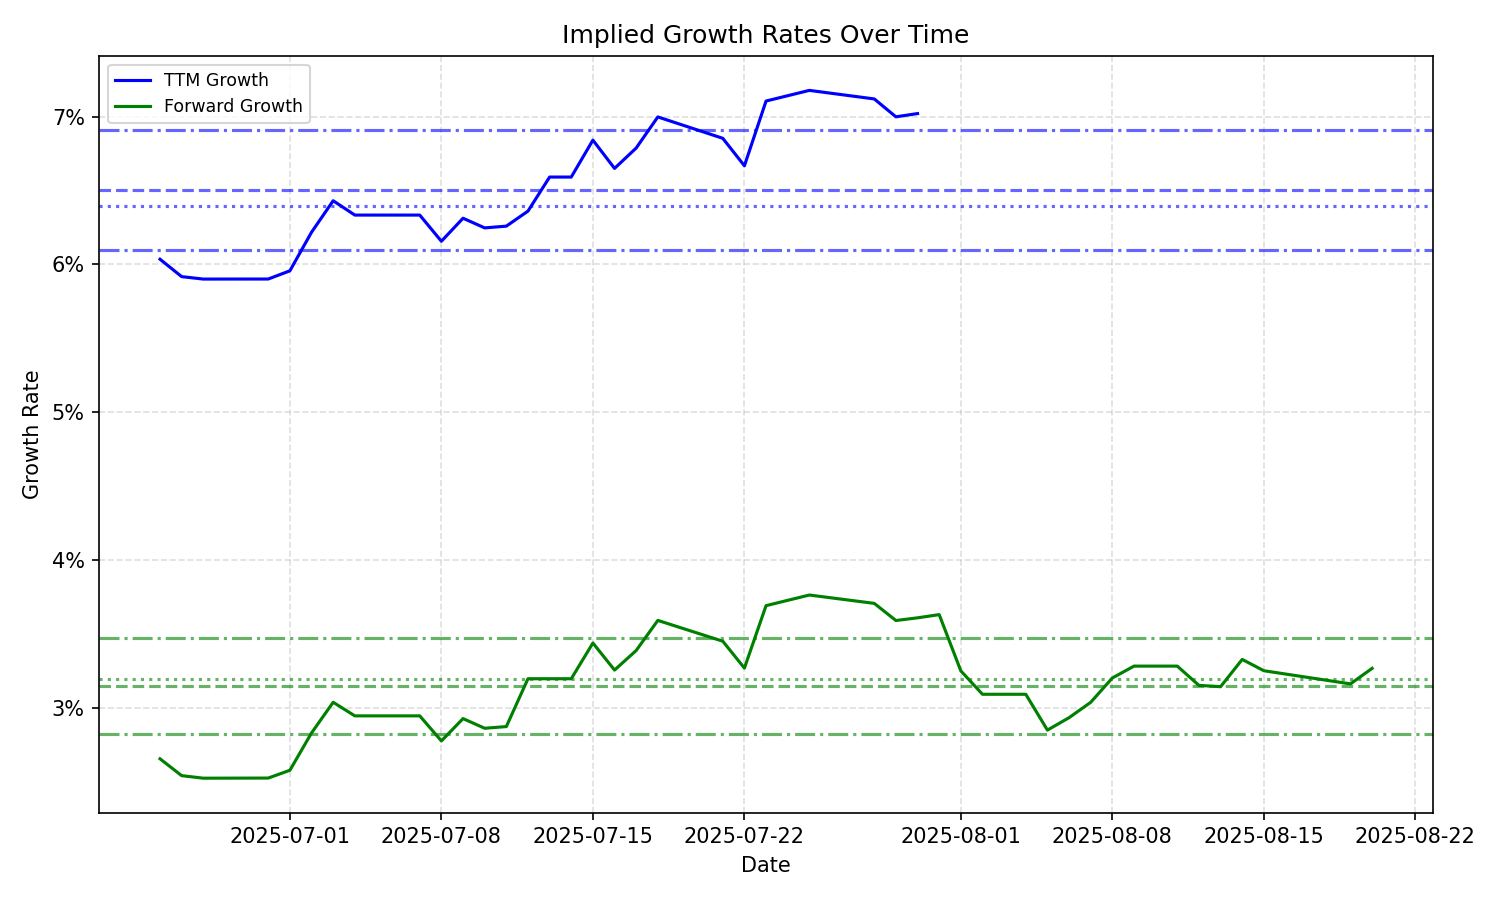 Implied Growth Rates Over Time
TTM Growth
Forward Growth
7%
6%
5%
4%
3%
Growth Rate
2025-07-01 2025-07-08 2025-07-15 2025-07-22 2025-08-01 2025-08-08 2025-08-15 2025-08-22
Date